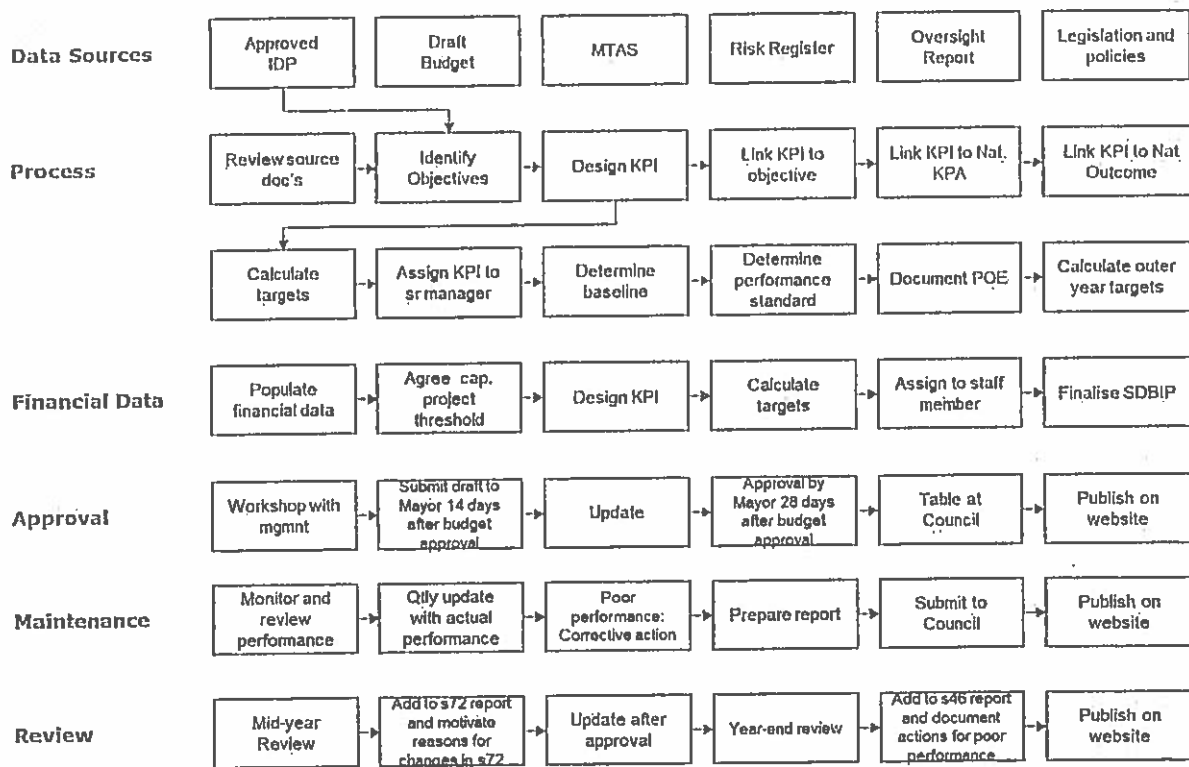 Data Sources
Approved
IDP
Draft
Budget
MTAS
Risk Register
Oversight
Report
Legislation and
policies
Process
Review source
doc's
Identify
Objectives
Design KPI
Link KPI to
objective
Link KPI to Nat.
KPA
Link KPI to Nat
Outcome
Calculate
targets
Assign KPI to
sr manager
Determine
baseline
Determine
performance
standard
Document POE
Calculate outer
year targets
Financial Data
Populate
financial data
Agree cap.
project
threshold
Design KPI
Calculate
targets
Assign to staff
member
Finalise SDBIP
Approval
Workshop with
mgmnt
Submit draft to
Mayor 14 days
after budget
approval
Update
Approval by
Mayor 28 days
after budget
approval
Table at
Council
Publish on
website
Maintenance
Monitor and
review
performance
Qtly update
with actual
performance
Poor
performance:
Corrective action
Prepare report
Submit to
Council
Publish on
website
Review
Mid-year
Review
Add to s72 report
and motivate
reasons for
changes in s72
Update after
approval
Year-end review
Add to s46 report
and document
actions for poor
performance
Publish on
website